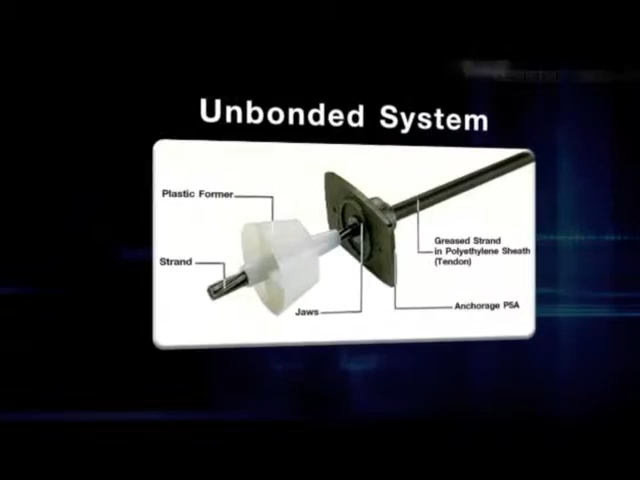 Unbonded System
Plastic Former
Strand
Jaws
Greased Strand
in Polyethylene Sheath
(Tendon)
Anchorage PSA